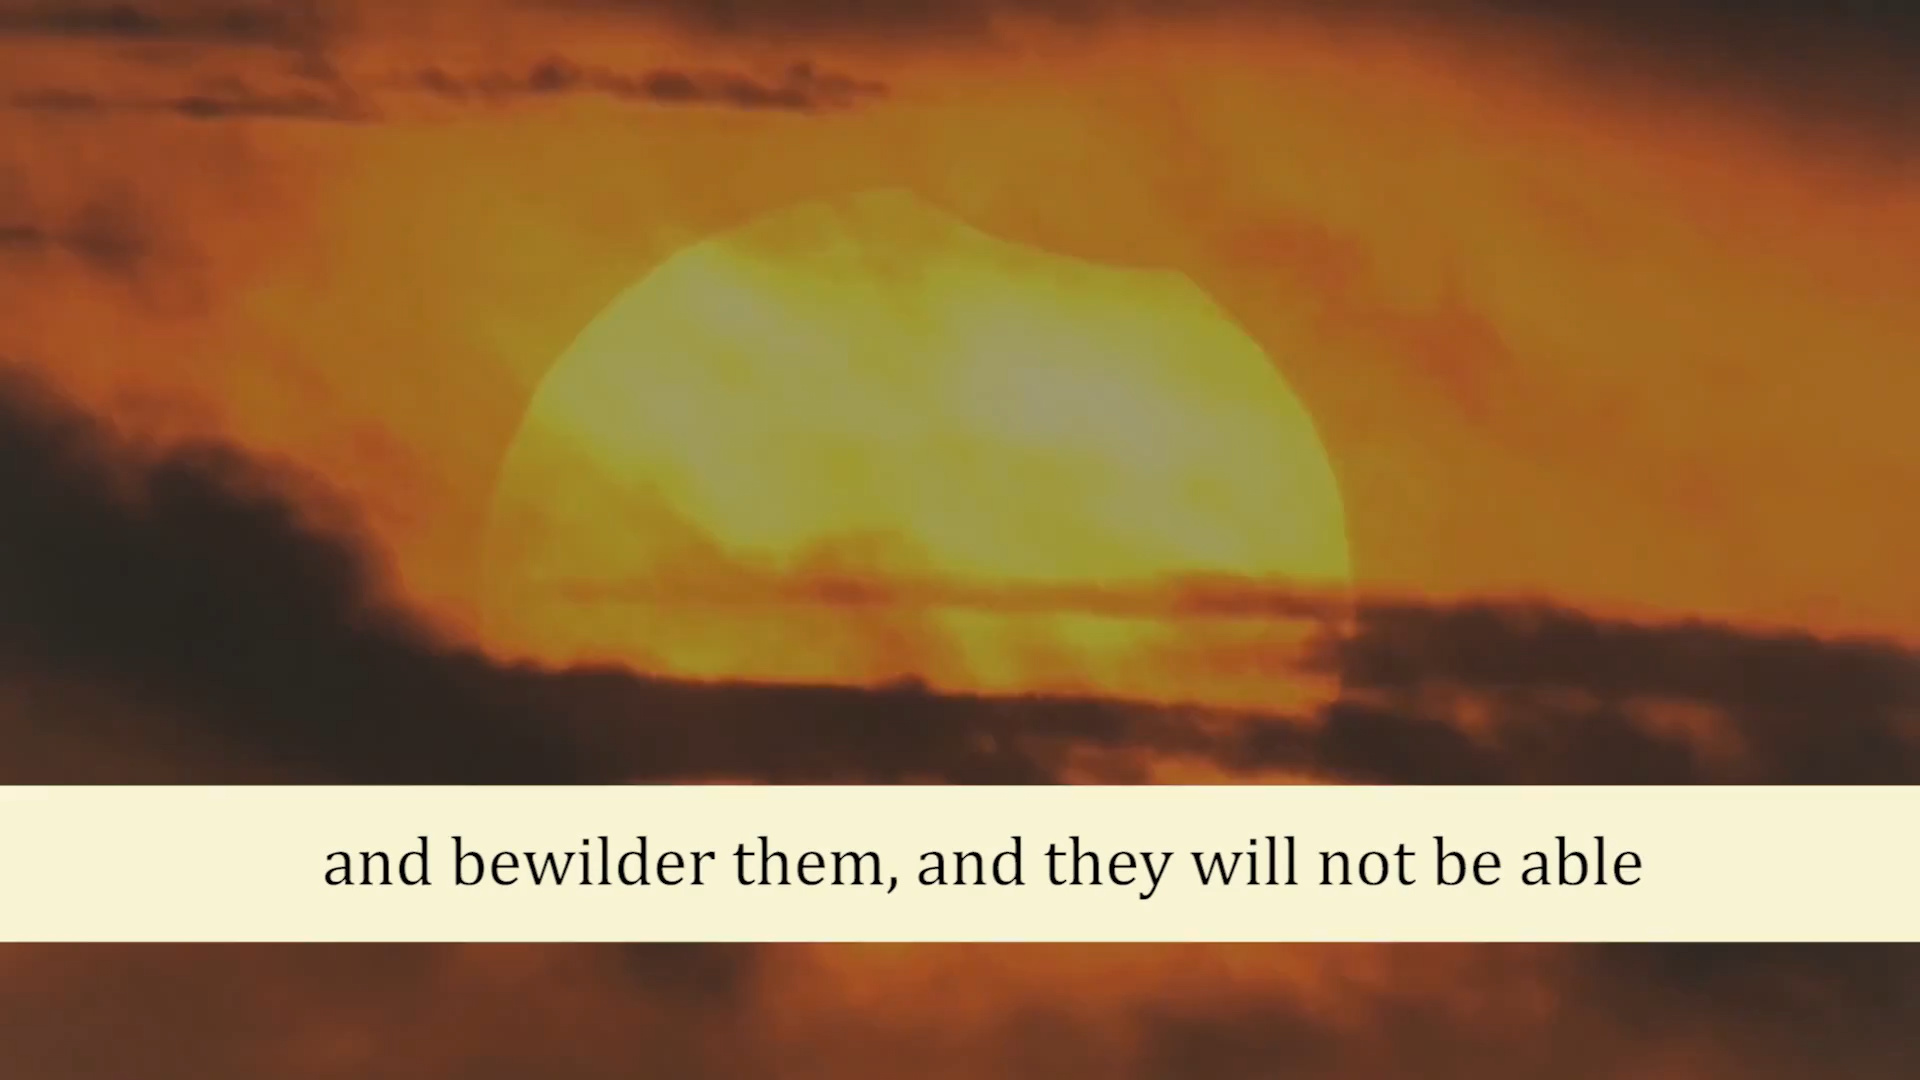 and bewilder them, and they will not be able